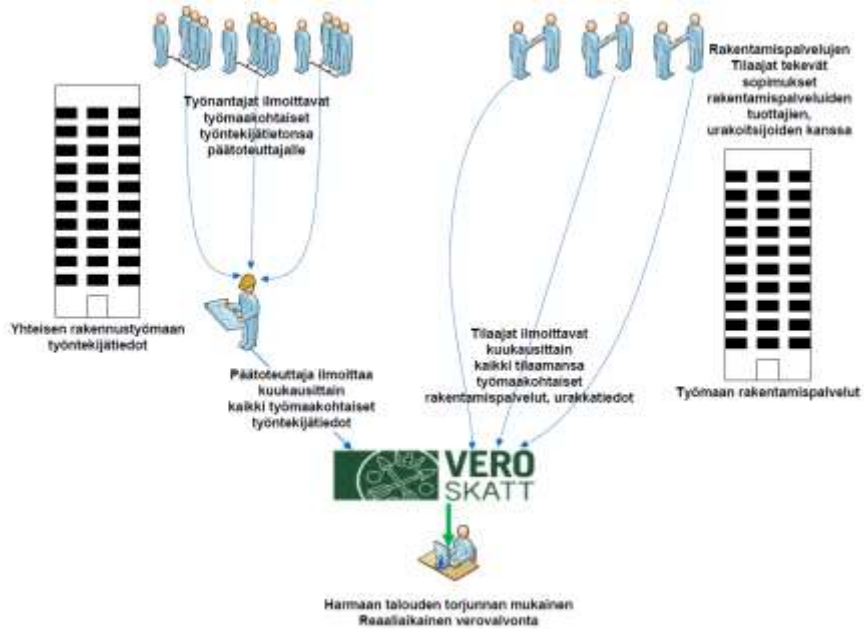 Työnantajat ilmoittavat
työmaakohtaiset
työntekijätietonsa
päätoteuttajalle
Rakentamispalvelujen
Tilaajat tekevät
sopimukset
rakentamispalveluiden
tuottajien,
urakoitsijoiden kanssa
Yhteisen rakennustyömaan
työntekijätiedot
Päätoteuttaja ilmoittaa
kuukausittain
kaikki työmaakohtaiset
työntekijätiedot
Tilaajat ilmoittavat
kuukausittain
kaikki tilaamansa
työmaakohtaiset
rakentamispalvelut, urakkatiedot
Työmaan rakentamispalvelut
VERO
SKATT
Harmaan talouden torjunnan mukainen
Reaaliaikainen verovalvonta